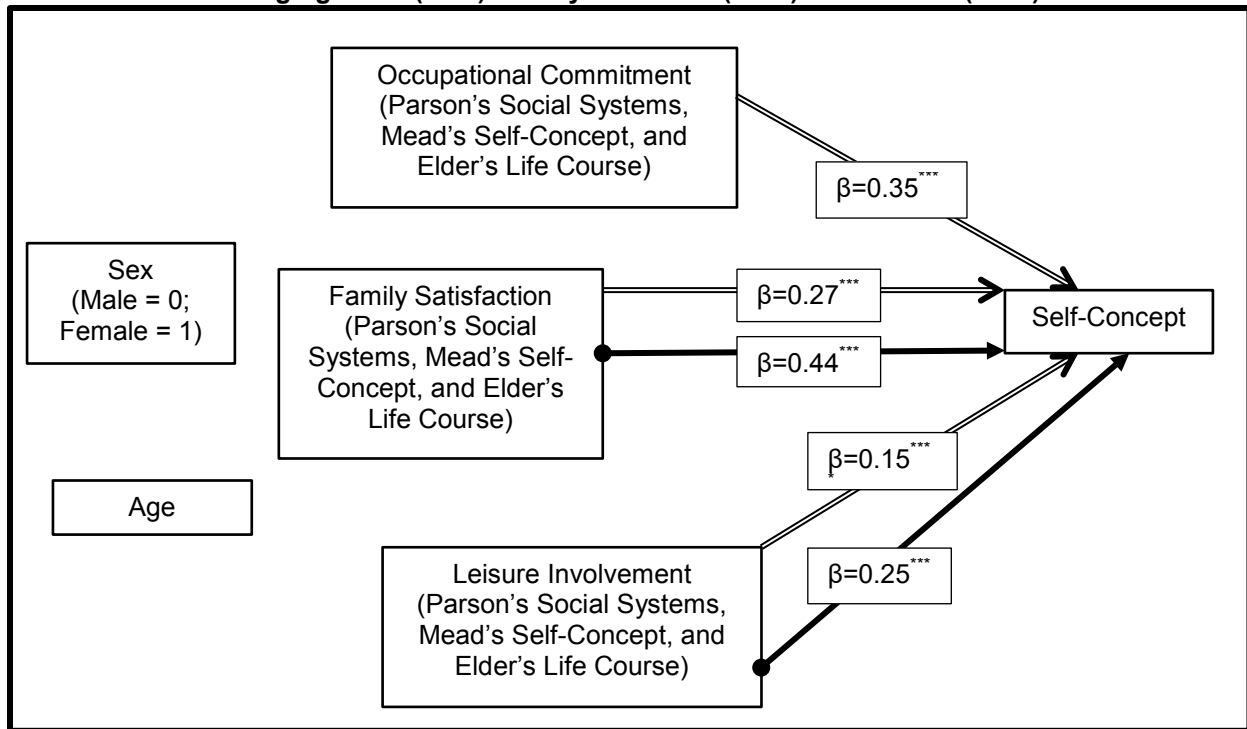 Occupational Commitment
(Parson's Social Systems,
Mead's Self-Concept, and
Elder's Life Course)
β=0.35***
Sex
(Male = 0;
Female = 1)
Family Satisfaction
(Parson's Social
Systems, Mead's Self-
Concept, and Elder's
Life Course)
β=0.27***
β=0.44***
Self-Concept
β=0.15***
*
Age
Leisure Involvement
(Parson's Social Systems,
Mead's Self-Concept, and
Elder's Life Course)
β=0.25***